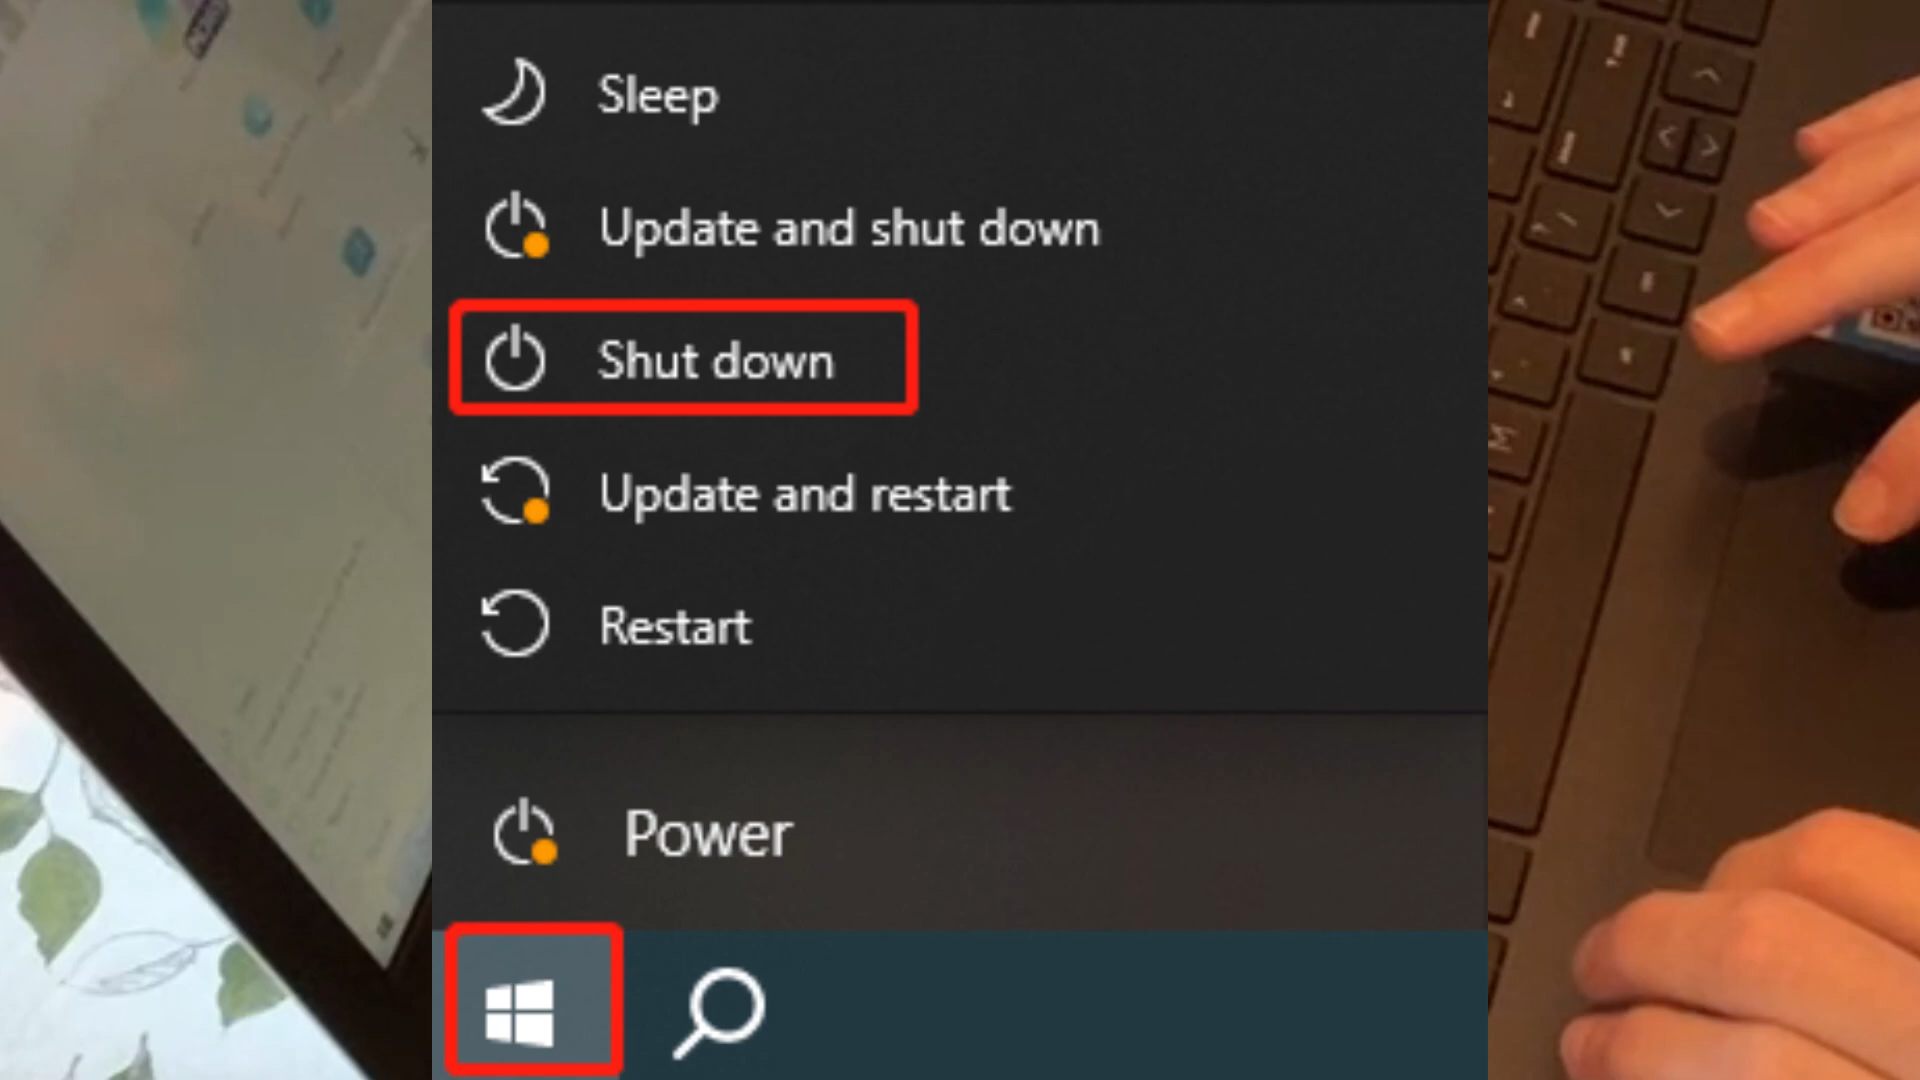 Sleep
Update and shut down
Shut down
Update and restart
Restart
Power